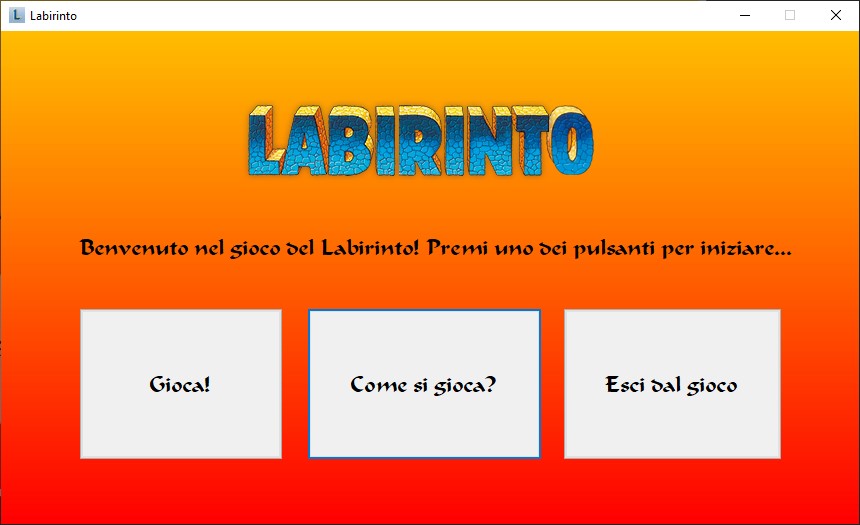 L Labirinto
LABIRINTO
Benvenuto nel gioco del Labirinto! Premi uno dei pulsanti per iniziare...
Gioca! Come si gioca? Esci dal gioco